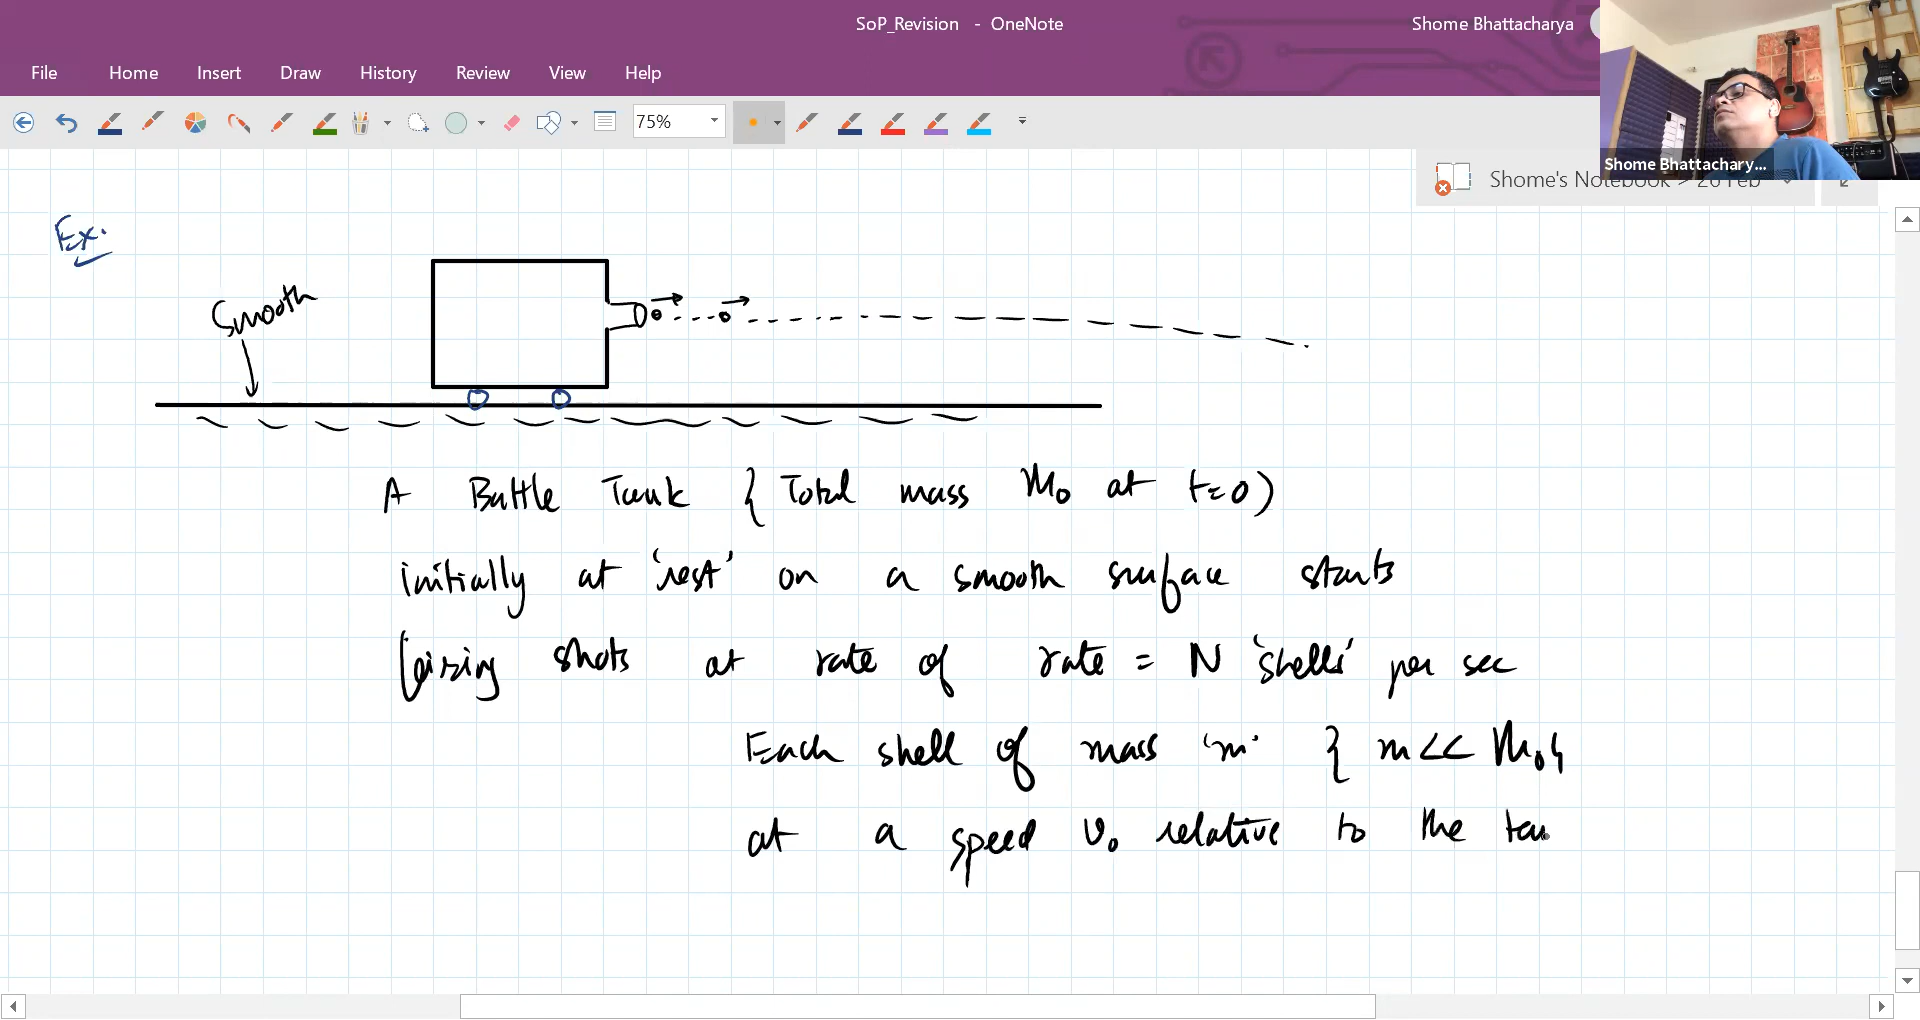 SoP_Revision - OneNote
Shome Bhattacharya
File Home Insert Draw History Review View Help
75%
Shome Bhattachary...
Shome's Notebook > 26 Feb
Ex.
Smooth
A Battle Tank { Total mass M₀ at t=0)
initially at 'rest' on a smooth surface starts
firing shots at rate of rate = N 'shells' per sec
Each shell of mass 'm' { m << M₀}
at a speed v₀ relative to the tan